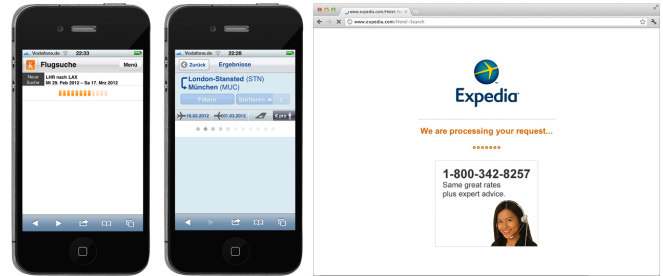 Vodafone.de 22:33
Flugsuche
Menü
Neue Suche
LHR nach LAX
Mi 29. Feb 2012 – Sa 17. Mrz 2012
Vodafone.de 22:28
Zurück
Ergebnisse
London-Stansted (STN)
München (MUC)
Filtern
Sortieren
16.02.2012
01.03.2012
€ pro
www.expedia.com/Hotel-Search
Expedia
We are processing your request...
1-800-342-8257
Same great rates
plus expert advice.